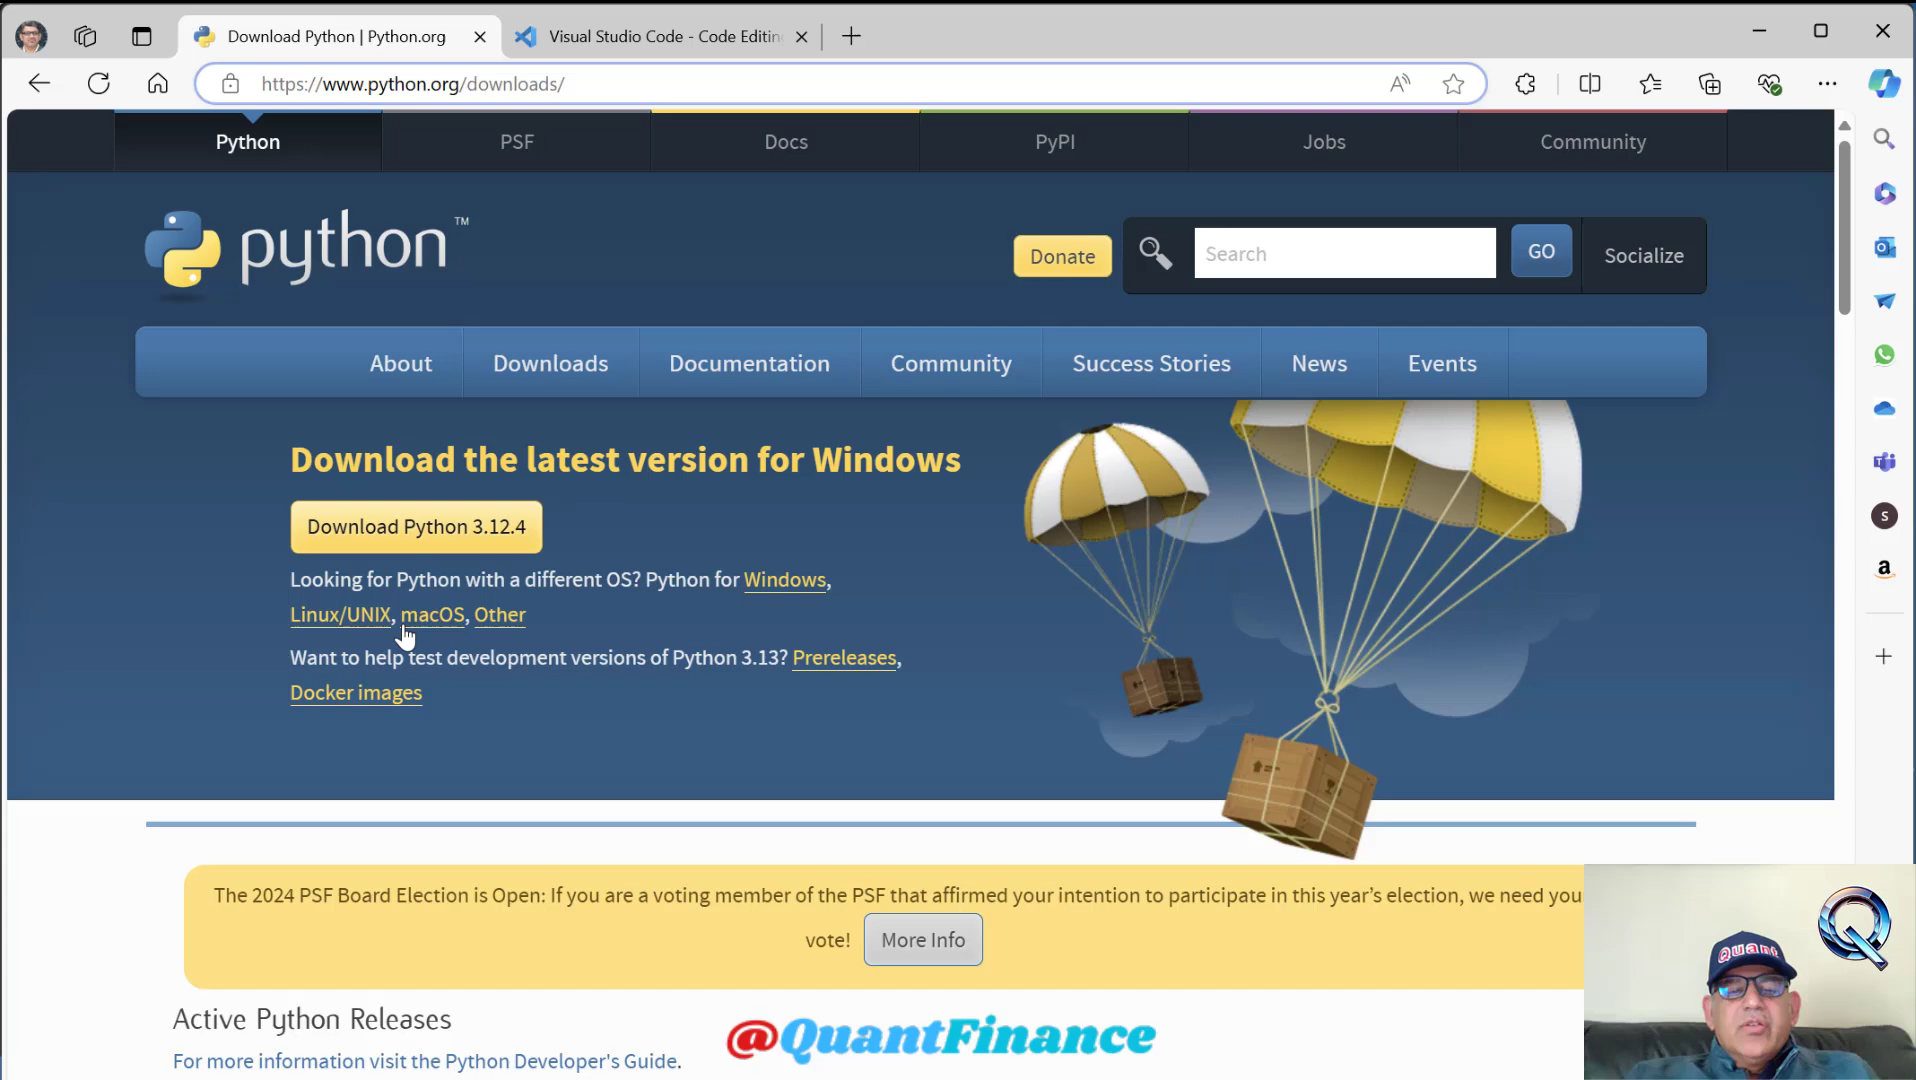 Download Python | Python.org
Visual Studio Code - Code Editin
https://www.python.org/downloads/
Python
PSF
Docs
PyPI
Jobs
Community
python™
Donate
Search
GO
Socialize
About
Downloads
Documentation
Community
Success Stories
News
Events
Download the latest version for Windows
Download Python 3.12.4
Looking for Python with a different OS? Python for Windows,
Linux/UNIX, macOS, Other
Want to help test development versions of Python 3.13? Prereleases,
Docker images
The 2024 PSF Board Election is Open: If you are a voting member of the PSF that affirmed your intention to participate in this year's election, we need you
vote!
More Info
Active Python Releases
For more information visit the Python Developer's Guide.
@QuantFinance
Quant
Q
S
a